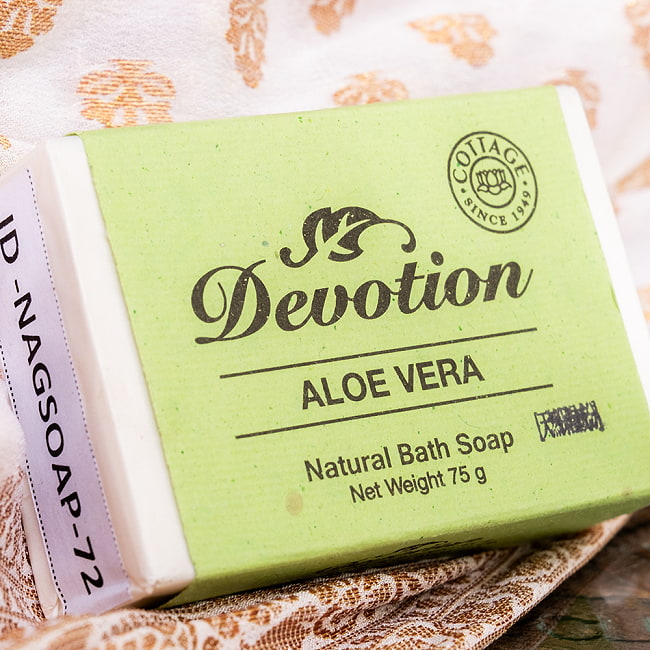 COTTAGE
SINCE 1949
Devotion
ALOE VERA
Natural Bath Soap
Net Weight 75 g
ID -NAGSOAP-72